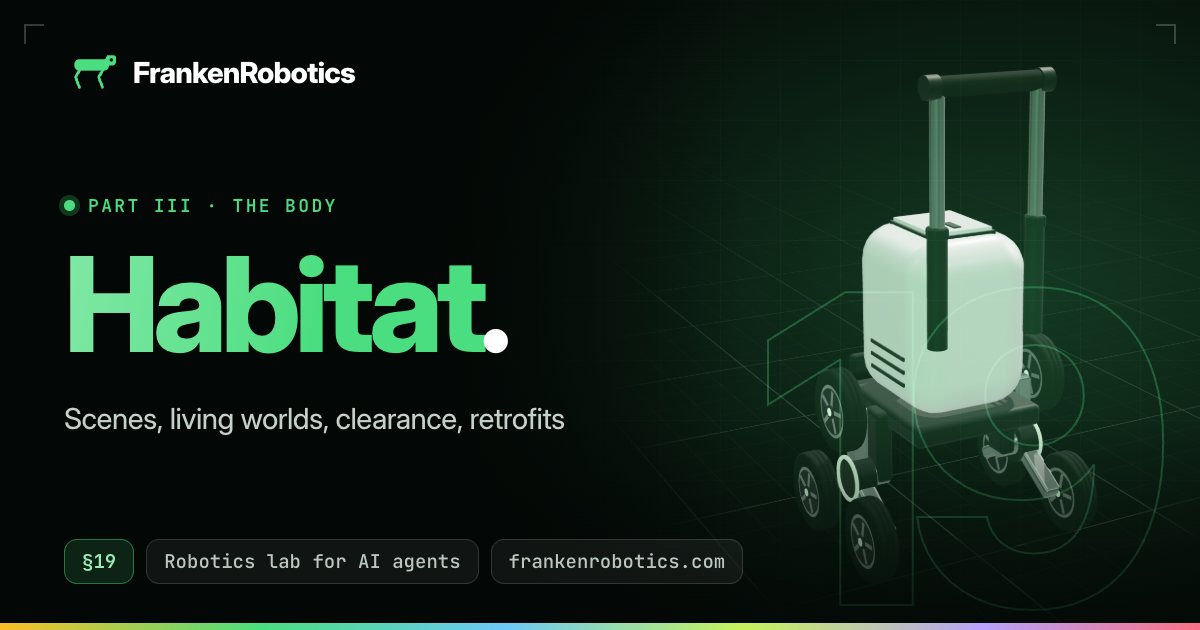 FrankenRobotics
PART III · THE BODY
Habitat.
Scenes, living worlds, clearance, retrofits
§19
Robotics lab for AI agents
frankenrobotics.com
19